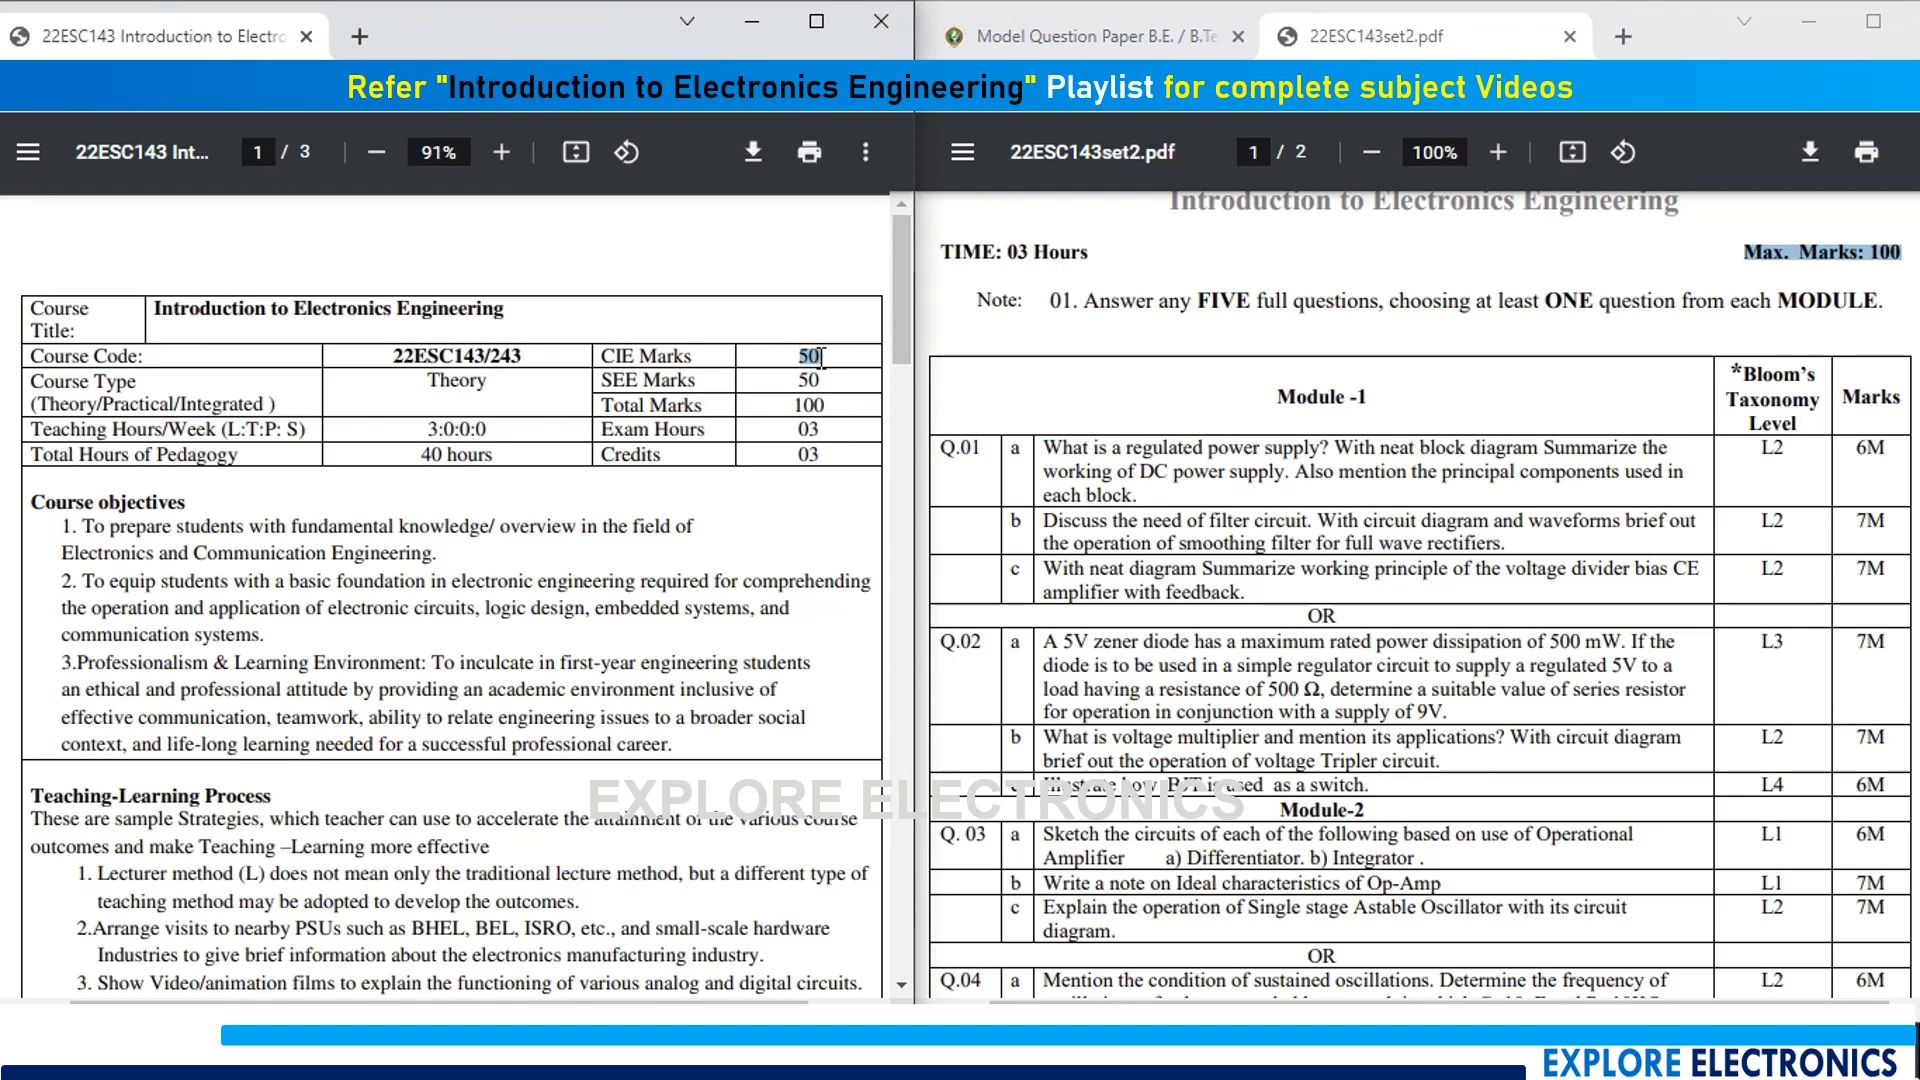 22ESC143 Introduction to Electro
Model Question Paper B.E. / B.Te
22ESC143set2.pdf
Refer "Introduction to Electronics Engineering" Playlist for complete subject Videos
22ESC143 Int...
1 / 3
91%
22ESC143set2.pdf
1 / 2
100%
Course Title:
Introduction to Electronics Engineering
Course Code:
22ESC143/243
CIE Marks
50
Course Type
(Theory/Practical/Integrated )
Theory
SEE Marks
50
Total Marks
100
Teaching Hours/Week (L:T:P: S)
3:0:0:0
Exam Hours
03
Total Hours of Pedagogy
40 hours
Credits
03
Course objectives
1. To prepare students with fundamental knowledge/ overview in the field of
Electronics and Communication Engineering.
2. To equip students with a basic foundation in electronic engineering required for comprehending
the operation and application of electronic circuits, logic design, embedded systems, and
communication systems.
3.Professionalism & Learning Environment: To inculcate in first-year engineering students
an ethical and professional attitude by providing an academic environment inclusive of
effective communication, teamwork, ability to relate engineering issues to a broader social
context, and life-long learning needed for a successful professional career.
Teaching-Learning Process
These are sample Strategies, which teacher can use to accelerate the attainment of the various course
outcomes and make Teaching –Learning more effective
1. Lecturer method (L) does not mean only the traditional lecture method, but a different type of
teaching method may be adopted to develop the outcomes.
2.Arrange visits to nearby PSUs such as BHEL, BEL, ISRO, etc., and small-scale hardware
Industries to give brief information about the electronics manufacturing industry.
3. Show Video/animation films to explain the functioning of various analog and digital circuits.
Introduction to Electronics Engineering
TIME: 03 Hours
Max. Marks: 100
Note: 01. Answer any FIVE full questions, choosing at least ONE question from each MODULE.
Module -1
*Bloom's
Taxonomy
Level
Marks
Q.01 a What is a regulated power supply? With neat block diagram Summarize the L2 6M
working of DC power supply. Also mention the principal components used in
each block.
b Discuss the need of filter circuit. With circuit diagram and waveforms brief out L2 7M
the operation of smoothing filter for full wave rectifiers.
c With neat diagram Summarize working principle of the voltage divider bias CE L2 7M
amplifier with feedback.
OR
Q.02 a A 5V zener diode has a maximum rated power dissipation of 500 mW. If the L3 7M
diode is to be used in a simple regulator circuit to supply a regulated 5V to a
load having a resistance of 500 Ω, determine a suitable value of series resistor
for operation in conjunction with a supply of 9V.
b What is voltage multiplier and mention its applications? With circuit diagram L2 7M
brief out the operation of voltage Tripler circuit.
c Illustrate how BJT is used as a switch. L4 6M
Module-2
Q. 03 a Sketch the circuits of each of the following based on use of Operational L1 6M
Amplifier a) Differentiator. b) Integrator .
b Write a note on Ideal characteristics of Op-Amp L1 7M
c Explain the operation of Single stage Astable Oscillator with its circuit L2 7M
diagram.
OR
Q.04 a Mention the condition of sustained oscillations. Determine the frequency of L2 6M
EXPLORE ELECTRONICS
EXPLORE ELECTRONICS